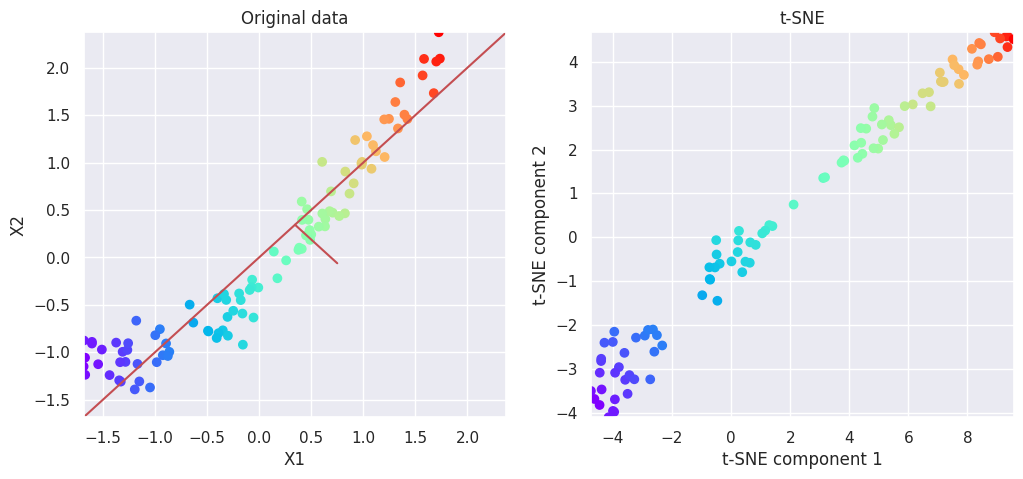 Original data
X2
2.0
1.5
1.0
0.5
0.0
−0.5
−1.0
−1.5
−1.5 −1.0 −0.5 0.0 0.5 1.0 1.5 2.0
X1
t-SNE
t-SNE component 2
4
3
2
1
0
−1
−2
−3
−4
−4 −2 0 2 4 6 8
t-SNE component 1